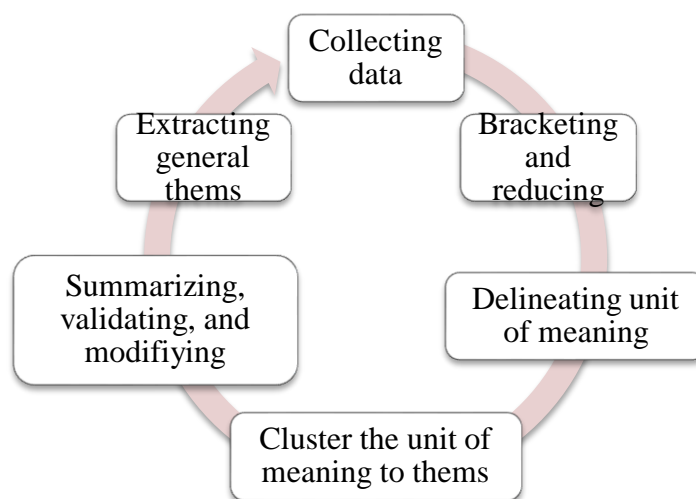 Collecting
data
Bracketing
and
reducing
Delineating unit
of meaning
Cluster the unit of
meaning to thems
Summarizing,
validating, and
modifiying
Extracting
general
thems